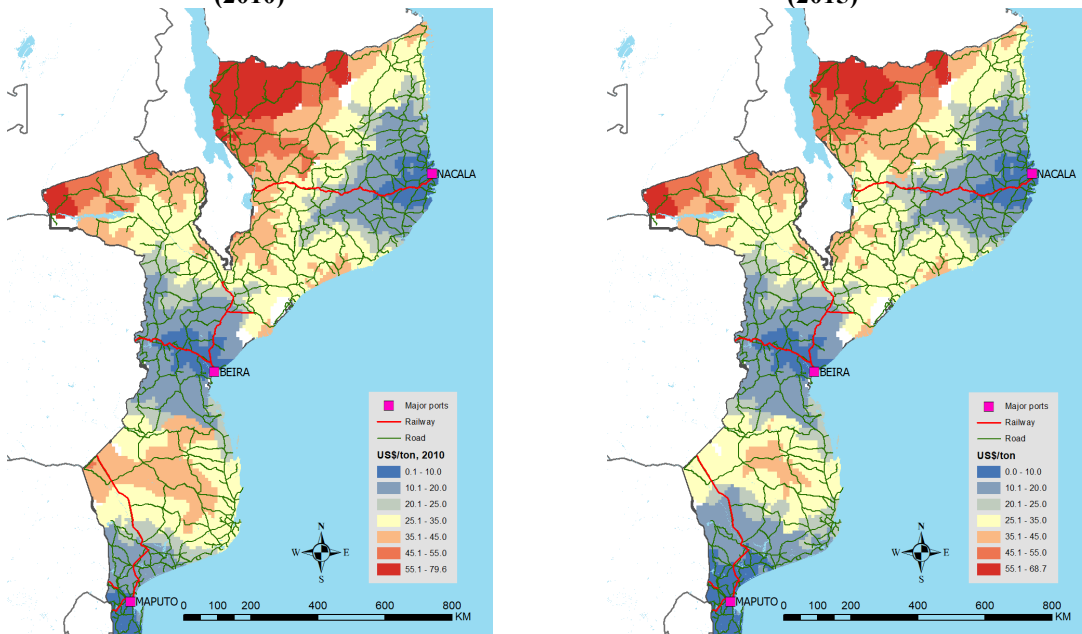 (2010)
NACALA
BEIRA
MAPUTO
Major ports
Railway
Road
US$/ton, 2010
0.1 - 10.0
10.1 - 20.0
20.1 - 25.0
25.1 - 35.0
35.1 - 45.0
45.1 - 55.0
55.1 - 79.6
N
W
E
S
0
200
400
600
800
KM
NACALA
BEIRA
MAPUTO
Major ports
Railway
Road
US$/ton
0.0 - 10.0
10.1 - 20.0
20.1 - 25.0
25.1 - 35.0
35.1 - 45.0
45.1 - 55.0
55.1 - 68.7
N
W
E
S
0
200
400
600
800
KM